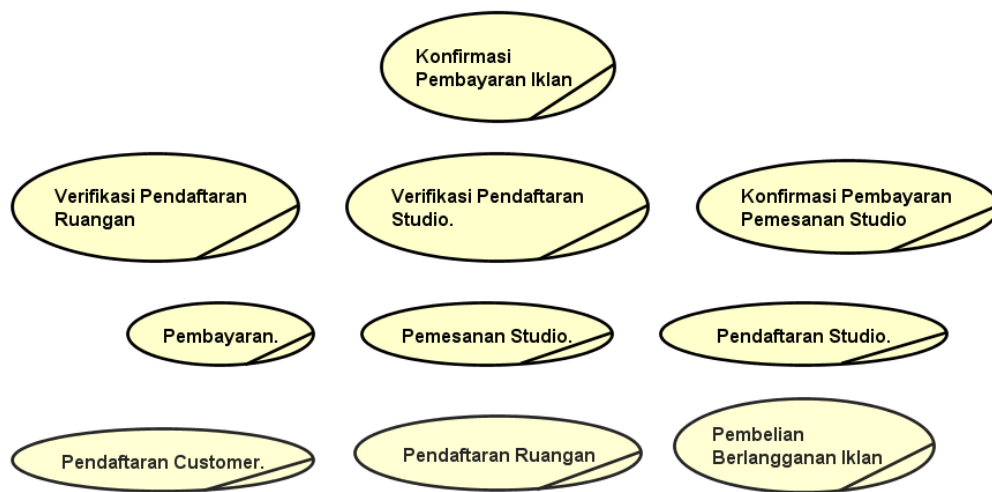 Konfirmasi
Pembayaran Iklan
Verifikasi Pendaftaran
Ruangan
Verifikasi Pendaftaran
Studio.
Konfirmasi Pembayaran
Pemesanan Studio
Pembayaran.
Pemesanan Studio.
Pendaftaran Studio.
Pendaftaran Customer.
Pendaftaran Ruangan
Pembelian
Berlangganan Iklan